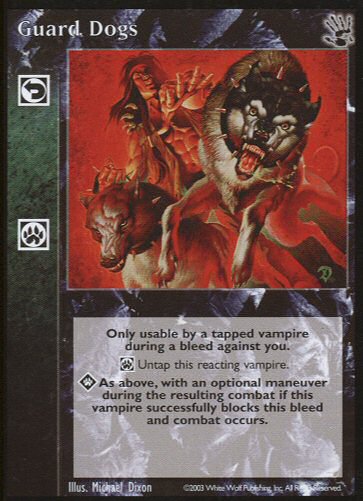 Guard Dogs
Only usable by a tapped vampire
during a bleed against you.
Untap this reacting vampire.
As above, with an optional maneuver
during the resulting combat if this
vampire successfully blocks this bleed
and combat occurs.
Illus. Michael Dixon ©2003 White Wolf Publishing, Inc. All Rights Reserved.